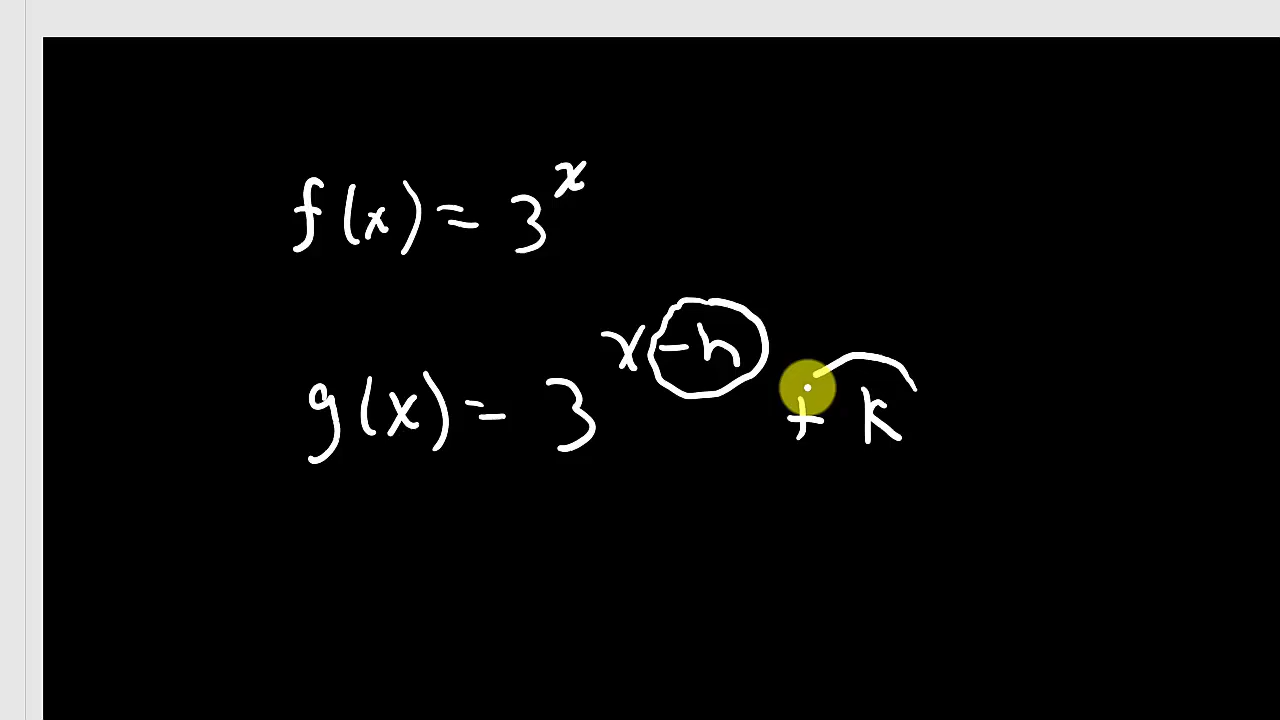 f(x) = 3^x
g(x) = 3^{x-h} + k